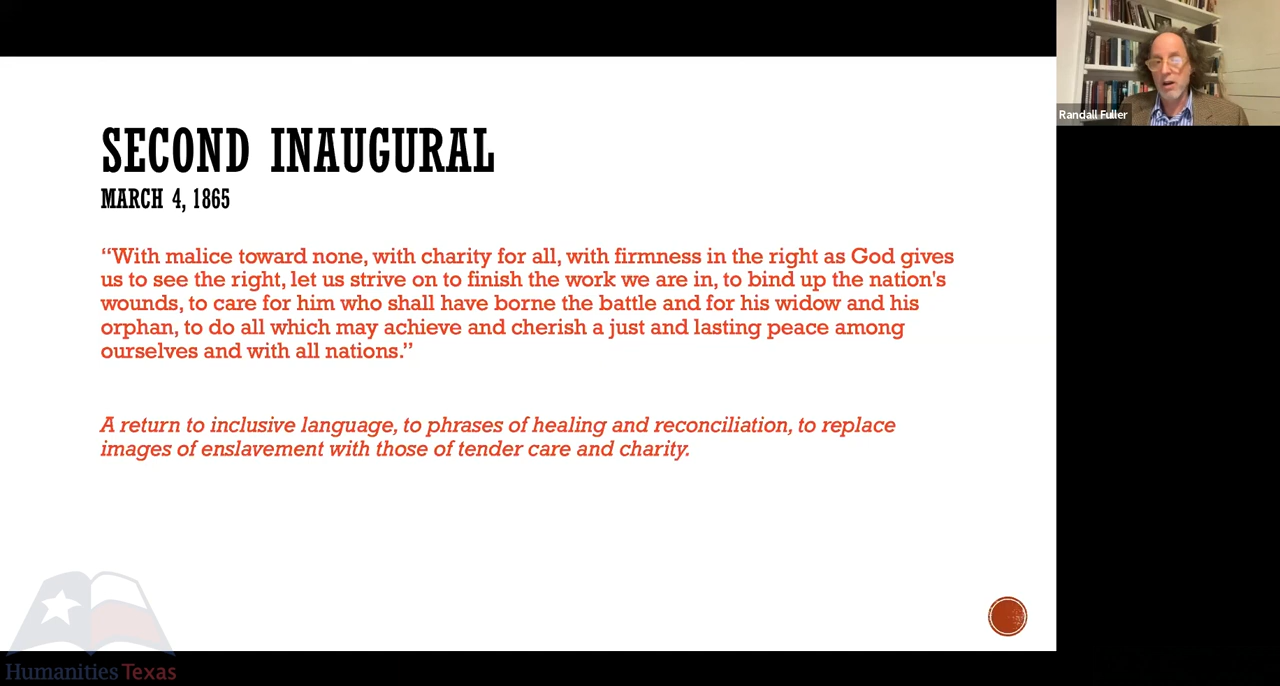 SECOND INAUGURAL
MARCH 4, 1865
“With malice toward none, with charity for all, with firmness in the right as God gives
us to see the right, let us strive on to finish the work we are in, to bind up the nation's
wounds, to care for him who shall have borne the battle and for his widow and his
orphan, to do all which may achieve and cherish a just and lasting peace among
ourselves and with all nations.”
A return to inclusive language, to phrases of healing and reconciliation, to replace
images of enslavement with those of tender care and charity.
Randall Fuller
Humanities Texas